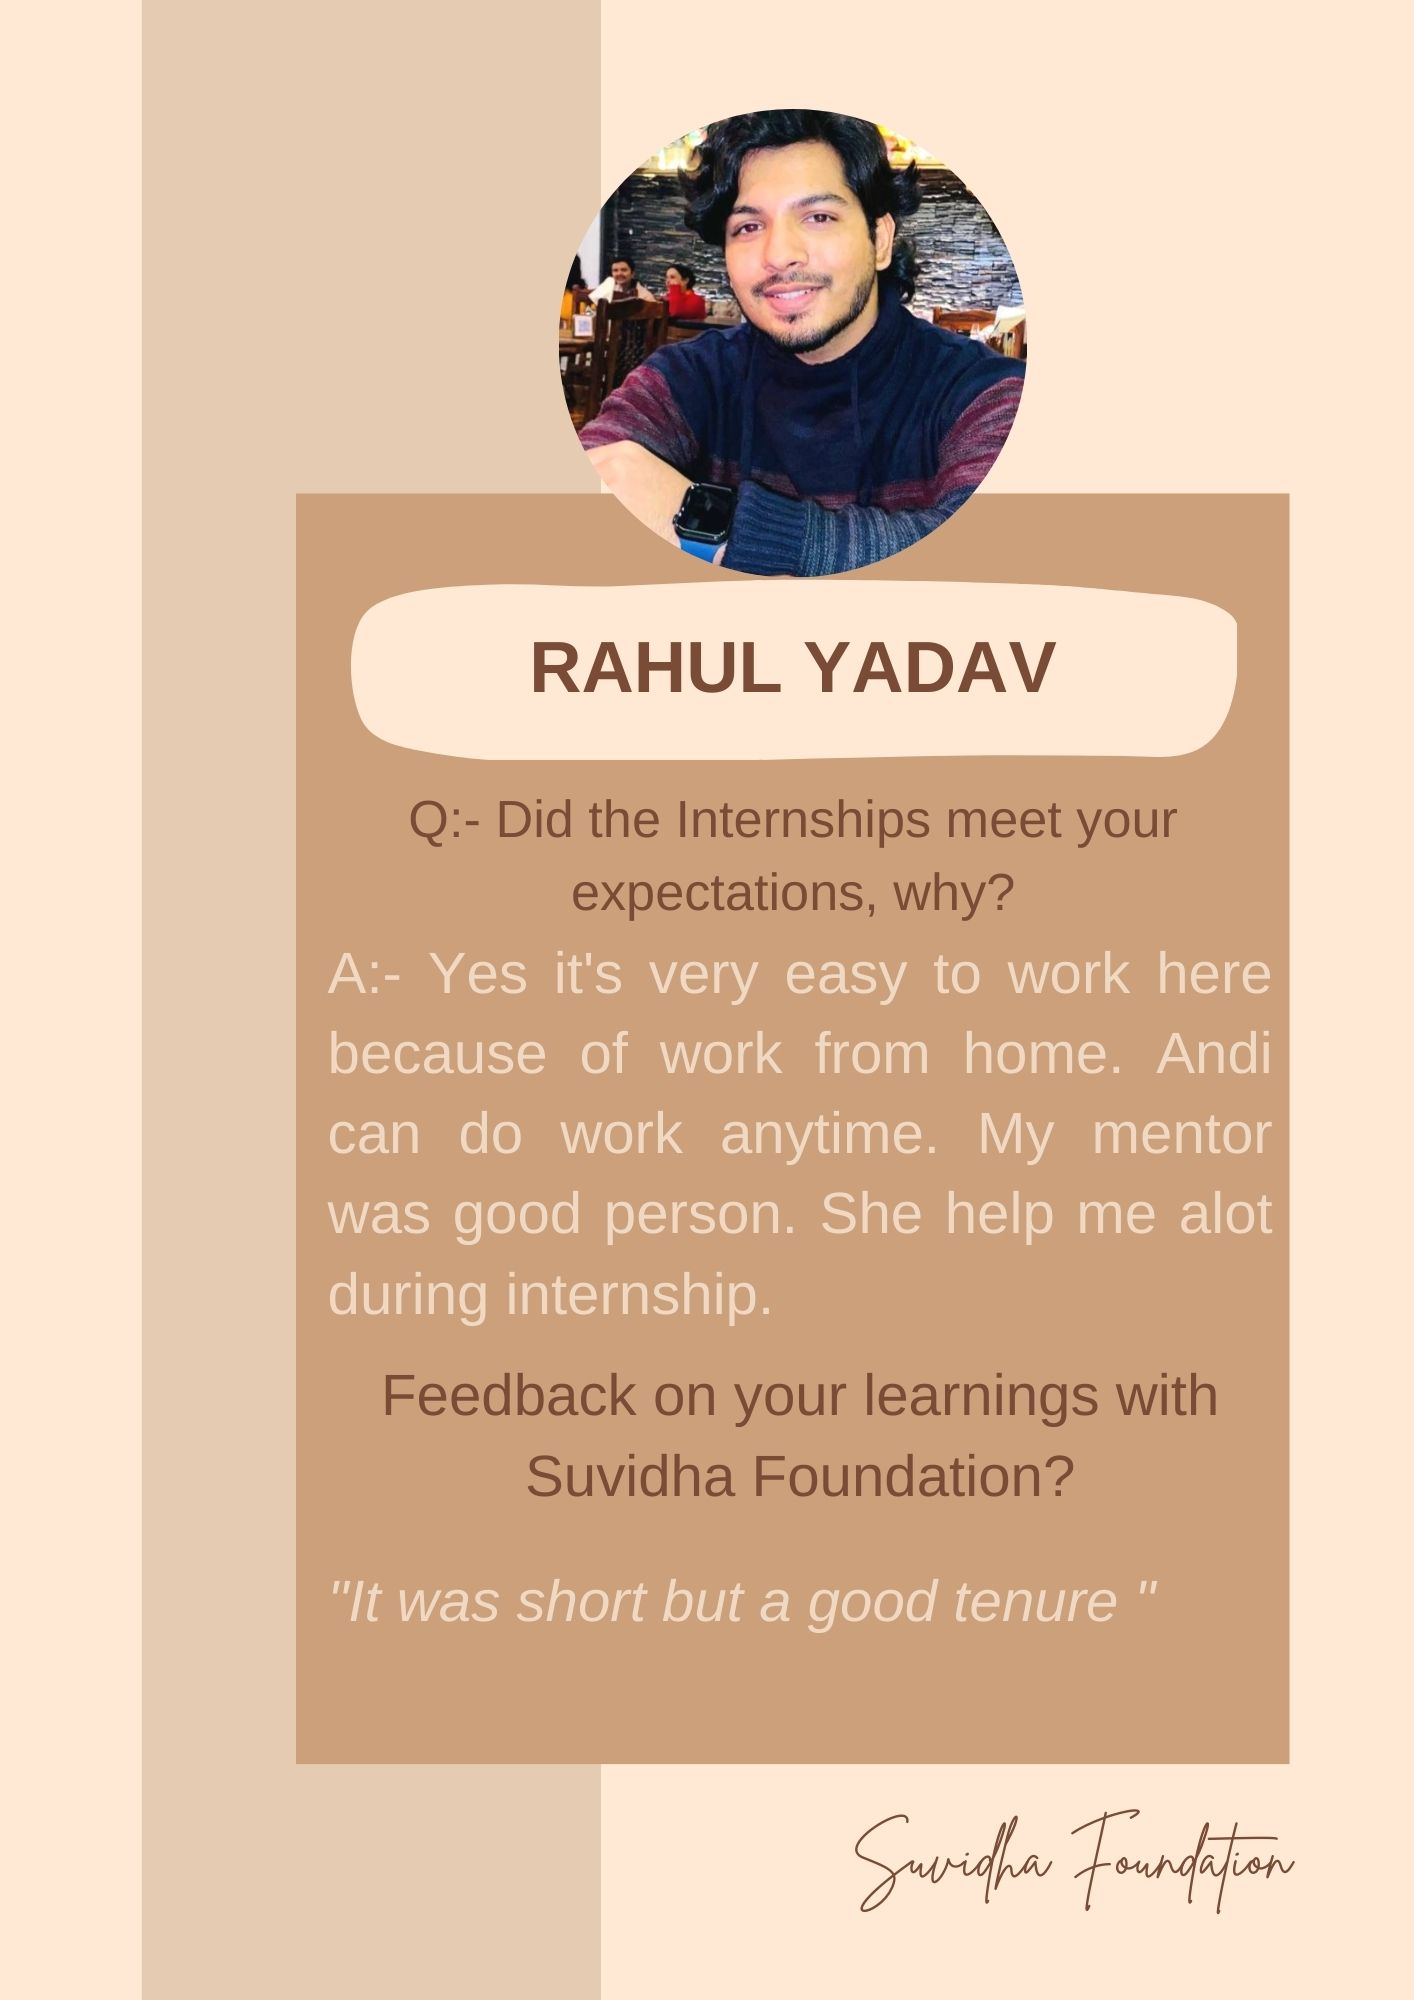 RAHUL YADAV
Q:- Did the Internships meet your
expectations, why?
A:- Yes it's very easy to work here
because of work from home. Andi
can do work anytime. My mentor
was good person. She help me alot
during internship.
Feedback on your learnings with
Suvidha Foundation?
"It was short but a good tenure "
Suvidha Foundation